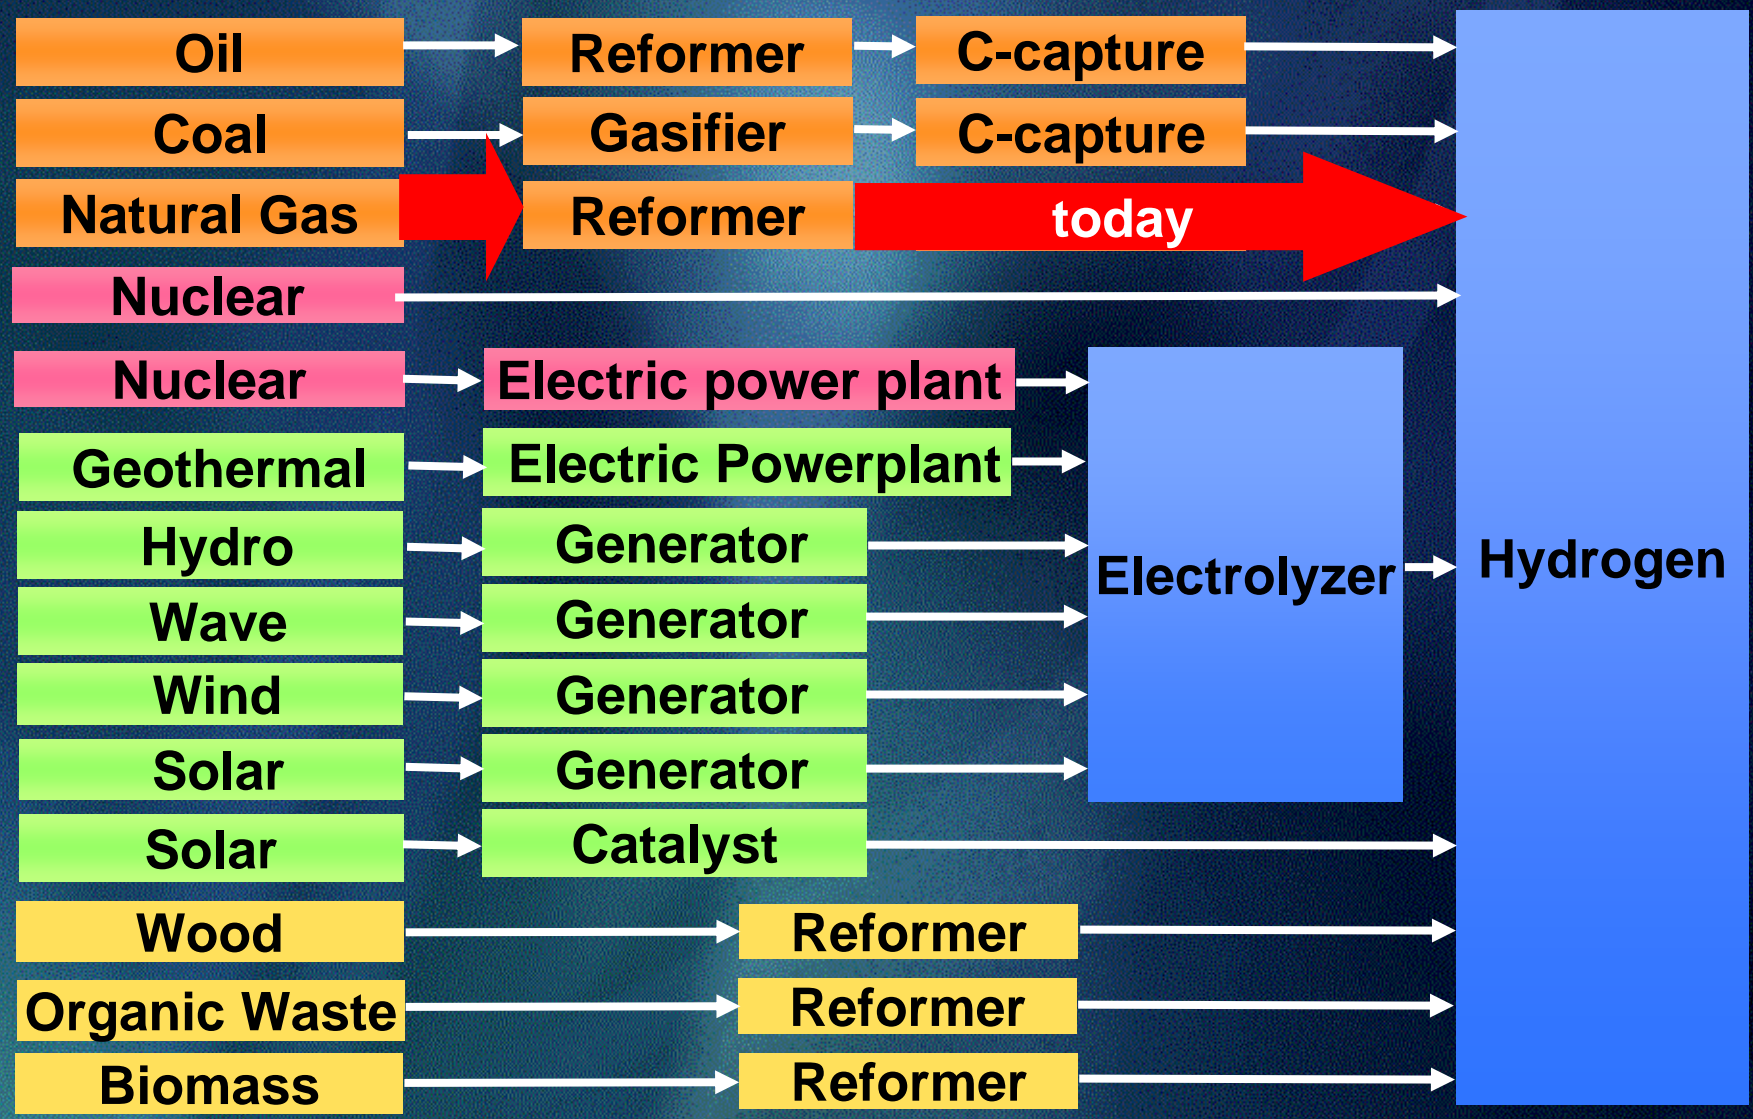 Oil
Reformer
C-capture
Coal
Gasifier
C-capture
Natural Gas
Reformer
today
Nuclear
Nuclear
Electric power plant
Geothermal
Electric Powerplant
Hydro
Generator
Wave
Generator
Wind
Generator
Solar
Generator
Electrolyzer
Hydrogen
Solar
Catalyst
Wood
Reformer
Organic Waste
Reformer
Biomass
Reformer